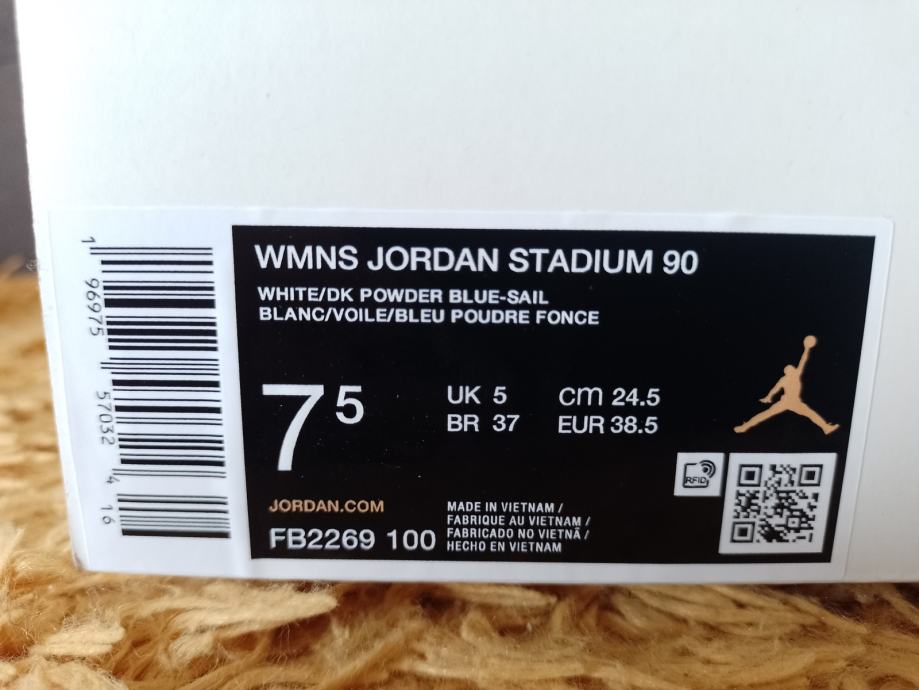 WMNS JORDAN STADIUM 90
WHITE/DK POWDER BLUE-SAIL
BLANC/VOILE/BLEU POUDRE FONCE
7⁵
UK 5
BR 37
cm 24.5
EUR 38.5
RFID
JORDAN.COM
FB2269 100
MADE IN VIETNAM /
FABRIQUE AU VIETNAM /
FABRICADO NO VIETNÃ /
HECHO EN VIETNAM
1 96975 57032 4 16